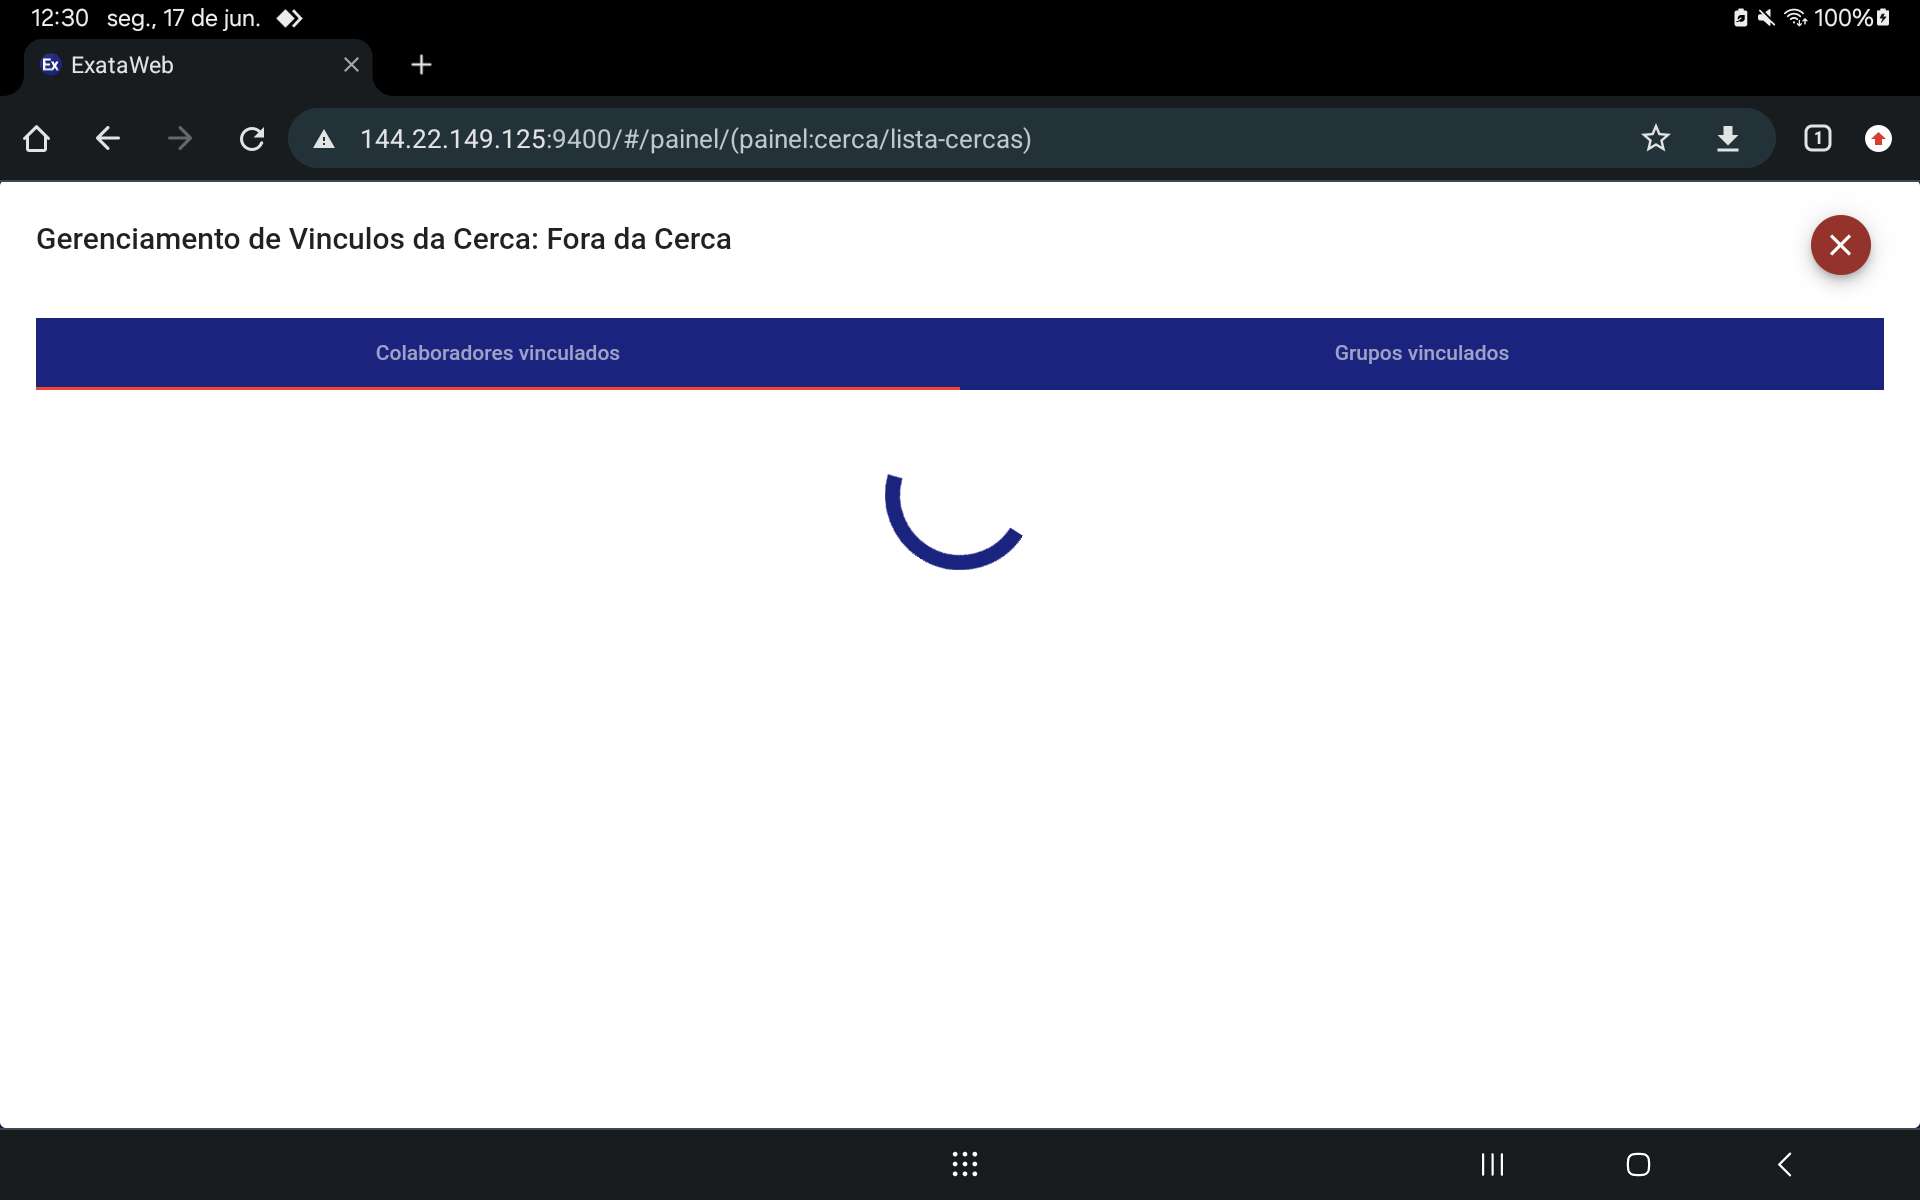 12:30 seg., 17 de jun. 100%
Ex ExataWeb
144.22.149.125:9400/#/painel/(painel:cerca/lista-cercas) 1
Gerenciamento de Vinculos da Cerca: Fora da Cerca
Colaboradores vinculados Grupos vinculados